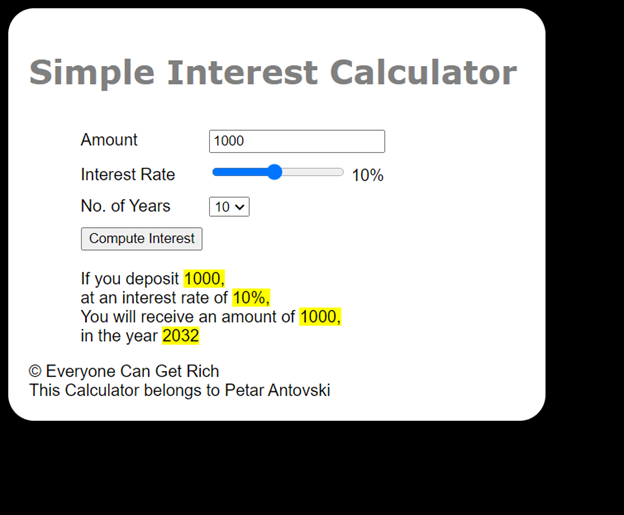 Simple Interest Calculator
Amount 1000
Interest Rate 10%
No. of Years 10
Compute Interest
If you deposit 1000,
at an interest rate of 10%,
You will receive an amount of 1000,
in the year 2032
© Everyone Can Get Rich
This Calculator belongs to Petar Antovski